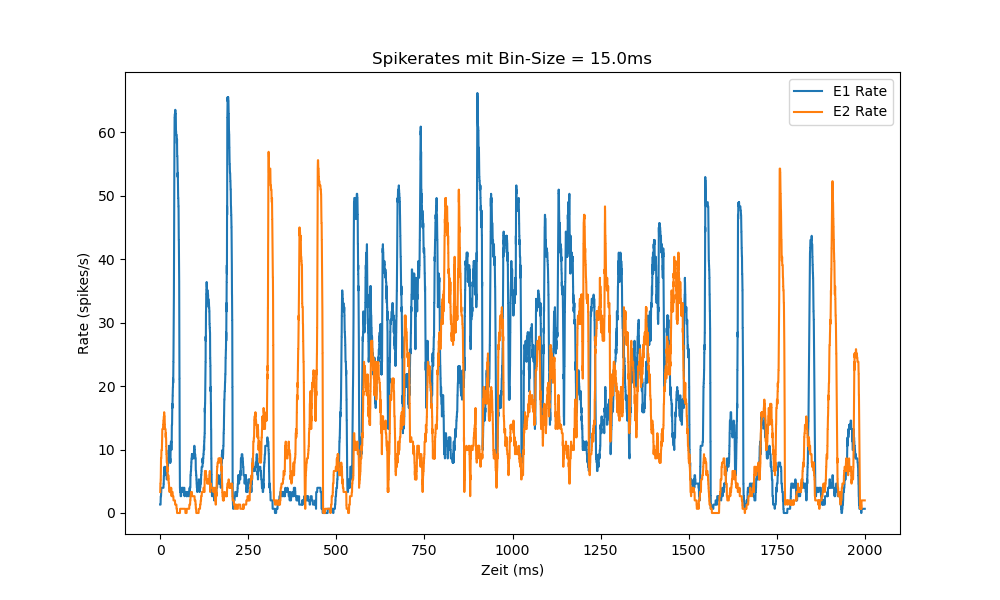 Spikerates mit Bin-Size = 15.0ms
E1 Rate
E2 Rate
Rate (spikes/s)
60
50
40
30
20
10
0
0 250 500 750 1000 1250 1500 1750 2000
Zeit (ms)